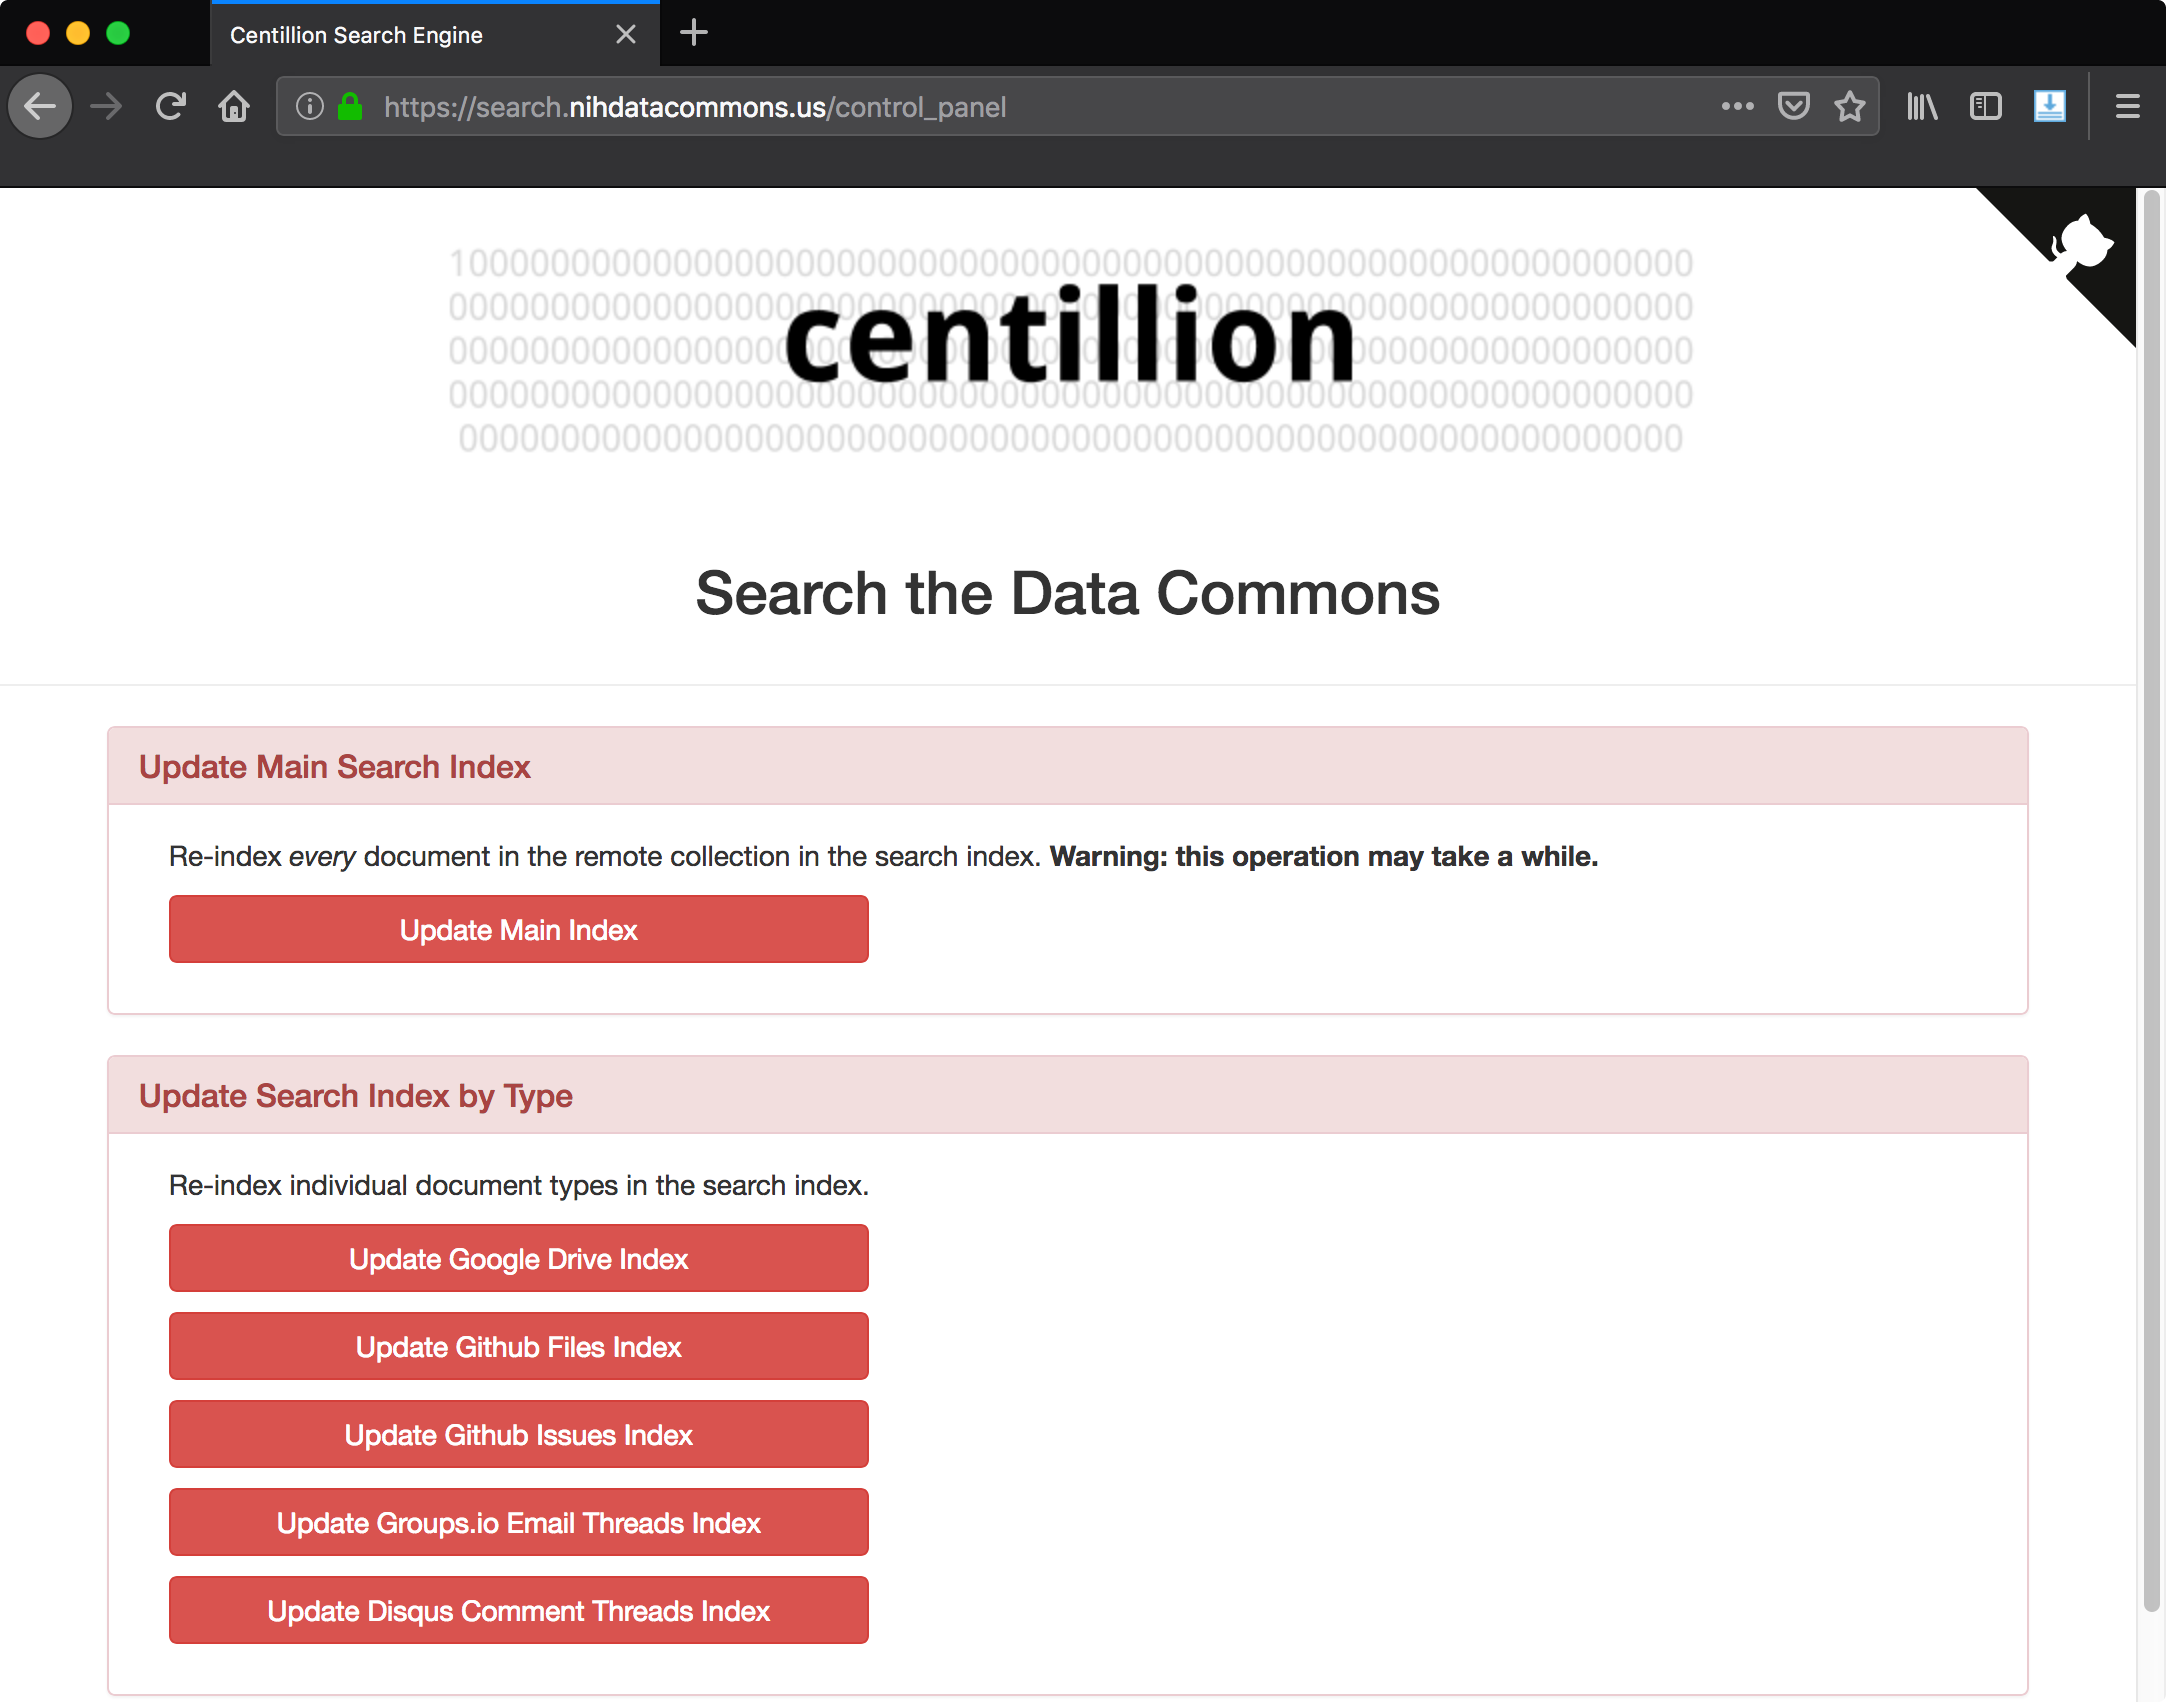 Centillion Search Engine
https://search.nihdatacommons.us/control_panel
centillion
Search the Data Commons
Update Main Search Index
Re-index every document in the remote collection in the search index. Warning: this operation may take a while.
Update Main Index
Update Search Index by Type
Re-index individual document types in the search index.
Update Google Drive Index
Update Github Files Index
Update Github Issues Index
Update Groups.io Email Threads Index
Update Disqus Comment Threads Index